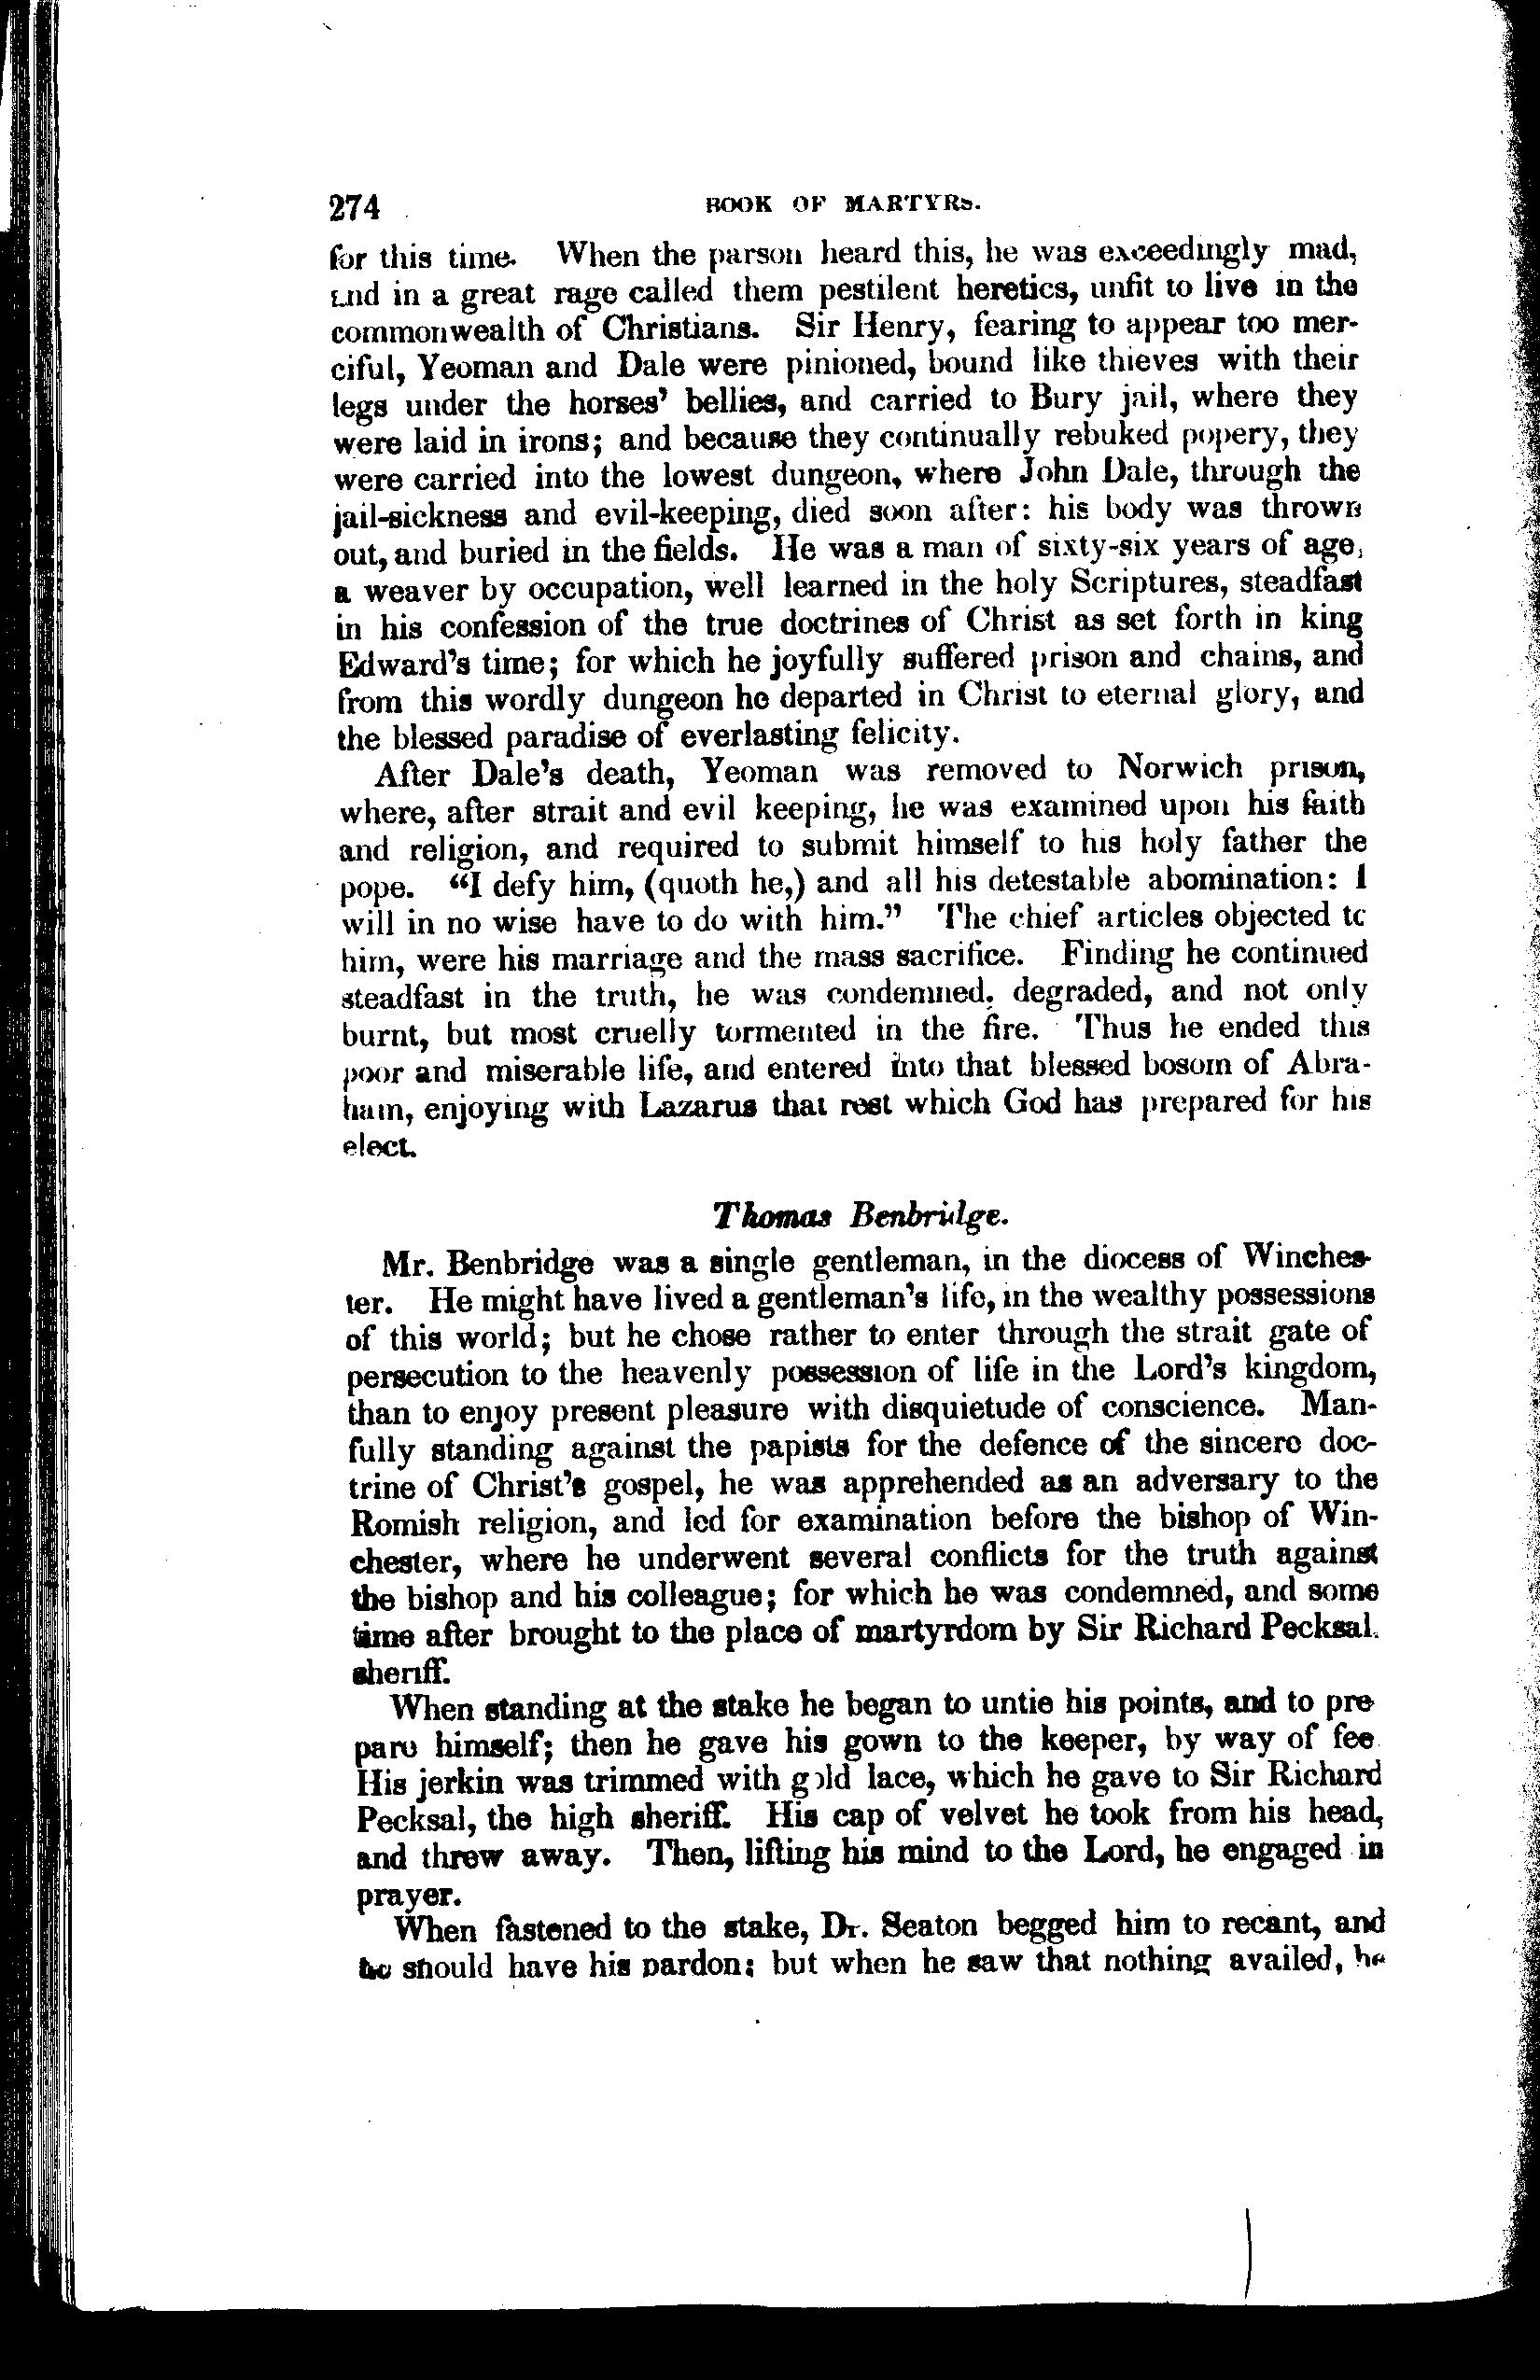 274 BOOK OF MARTYRS.
for this time. When the parson heard this, he was exceedingly mad,
and in a great rage called them pestilent heretics, unfit to live in the
commonwealth of Christians. Sir Henry, fearing to appear too mer-
ciful, Yeoman and Dale were pinioned, bound like thieves with their
legs under the horses' bellies, and carried to Bury jail, where they
were laid in irons; and because they continually rebuked popery, they
were carried into the lowest dungeon, where John Dale, through the
jail-sickness and evil-keeping, died soon after: his body was thrown
out, and buried in the fields. He was a man of sixty-six years of age,
a weaver by occupation, well learned in the holy Scriptures, steadfast
in his confession of the true doctrines of Christ as set forth in king
Edward's time; for which he joyfully suffered prison and chains, and
from this wordly dungeon he departed in Christ to eternal glory, and
the blessed paradise of everlasting felicity.
After Dale's death, Yeoman was removed to Norwich prison,
where, after strait and evil keeping, he was examined upon his faith
and religion, and required to submit himself to his holy father the
pope. "I defy him, (quoth he,) and all his detestable abomination: I
will in no wise have to do with him." The chief articles objected to
him, were his marriage and the mass sacrifice. Finding he continued
steadfast in the truth, he was condemned, degraded, and not only
burnt, but most cruelly tormented in the fire. Thus he ended this
poor and miserable life, and entered into that blessed bosom of Abra-
ham, enjoying with Lazarus that rest which God has prepared for his
elect.
Thomas Benbridge.
Mr. Benbridge was a single gentleman, in the diocess of Winches-
ter. He might have lived a gentleman's life, in the wealthy possessions
of this world; but he chose rather to enter through the strait gate of
persecution to the heavenly possession of life in the Lord's kingdom,
than to enjoy present pleasure with disquietude of conscience. Man-
fully standing against the papists for the defence of the sincere doc-
trine of Christ's gospel, he was apprehended as an adversary to the
Romish religion, and led for examination before the bishop of Win-
chester, where he underwent several conflicts for the truth against
the bishop and his colleague; for which he was condemned, and some
time after brought to the place of martyrdom by Sir Richard Pecksal.
sheriff.
When standing at the stake he began to untie his points, and to pre
pare himself; then he gave his gown to the keeper, by way of fee
His jerkin was trimmed with gold lace, which he gave to Sir Richard
Pecksal, the high sheriff. His cap of velvet he took from his head,
and threw away. Then, lifting his mind to the Lord, he engaged in
prayer.
When fastened to the stake, Dr. Seaton begged him to recant, and
he should have his pardon; but when he saw that nothing availed, he